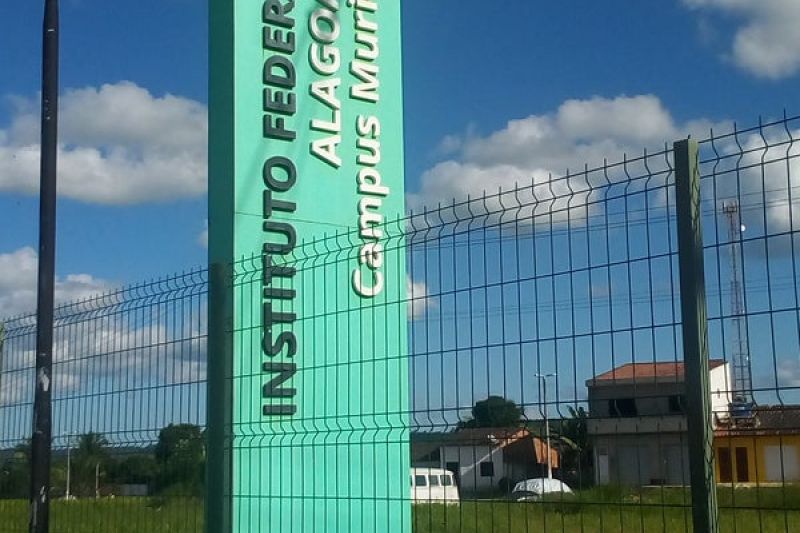 INSTITUTO FEDER
ALAGOA
Campus Muri